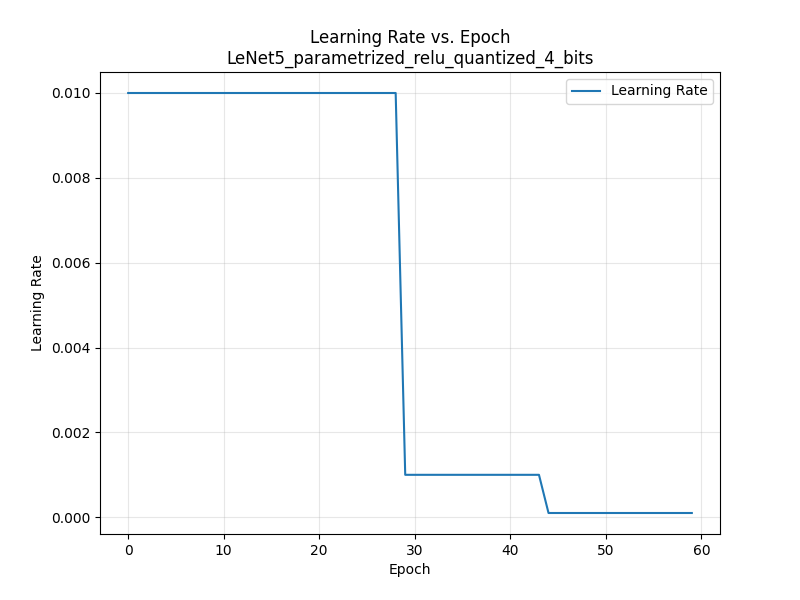 Learning Rate vs. Epoch
LeNet5_parametrized_relu_quantized_4_bits
Learning Rate
0.010
0.008
0.006
0.004
0.002
0.000
Learning Rate
0
10
20
30
40
50
60
Epoch